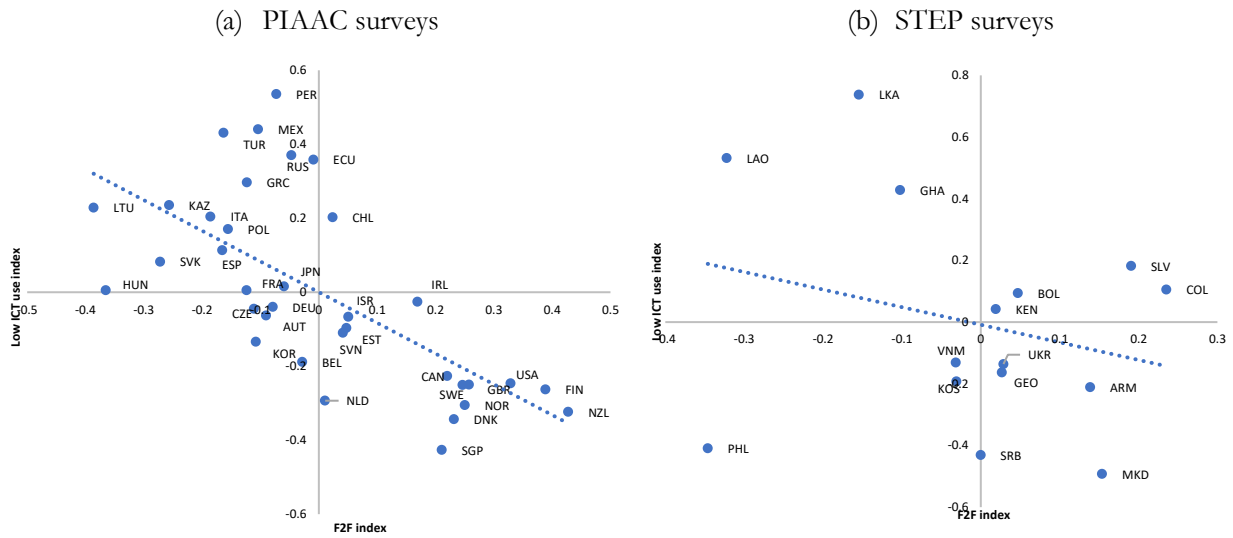 (a) PIAAC surveys
0.6
PER
MEX
0.4
TUR
RUS
ECU
GRC
LTU
KAZ
0.2
CHL
ITA
POL
SVK
ESP
JPN
HUN
FRA
0
IRL
-0.5
-0.4
-0.3
-0.2
-0.1
0
0.1
0.2
0.3
0.4
0.5
CZE
DEU
ISR
AUT
EST
SVN
KOR
-0.2
BEL
CAN
USA
SWE
GBR
FIN
NLD
NOR
NZL
DNK
-0.4
SGP
-0.6
Low ICT use index
F2F index
(b) STEP surveys
0.8
LKA
0.6
LAO
GHA
0.4
0.2
SLV
COL
BOL
KEN
0
-0.4
-0.3
-0.2
-0.1
0
0.1
0.2
0.3
VNM
UKR
KOS
-0.2
GEO
ARM
-0.4
PHL
SRB
MKD
-0.6
Low ICT use index
F2F index